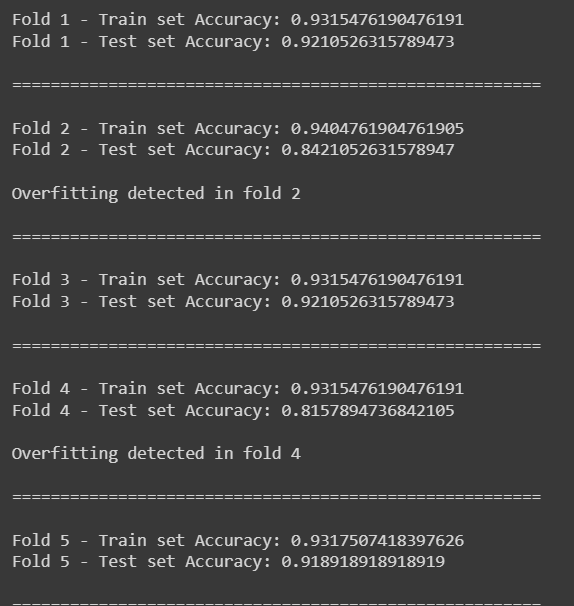 Fold 1 - Train set Accuracy: 0.9315476190476191
Fold 1 - Test set Accuracy: 0.9210526315789473
=======================================================
Fold 2 - Train set Accuracy: 0.9404761904761905
Fold 2 - Test set Accuracy: 0.8421052631578947
Overfitting detected in fold 2
=======================================================
Fold 3 - Train set Accuracy: 0.9315476190476191
Fold 3 - Test set Accuracy: 0.9210526315789473
=======================================================
Fold 4 - Train set Accuracy: 0.9315476190476191
Fold 4 - Test set Accuracy: 0.8157894736842105
Overfitting detected in fold 4
=======================================================
Fold 5 - Train set Accuracy: 0.9317507418397626
Fold 5 - Test set Accuracy: 0.918918918918919
=======================================================